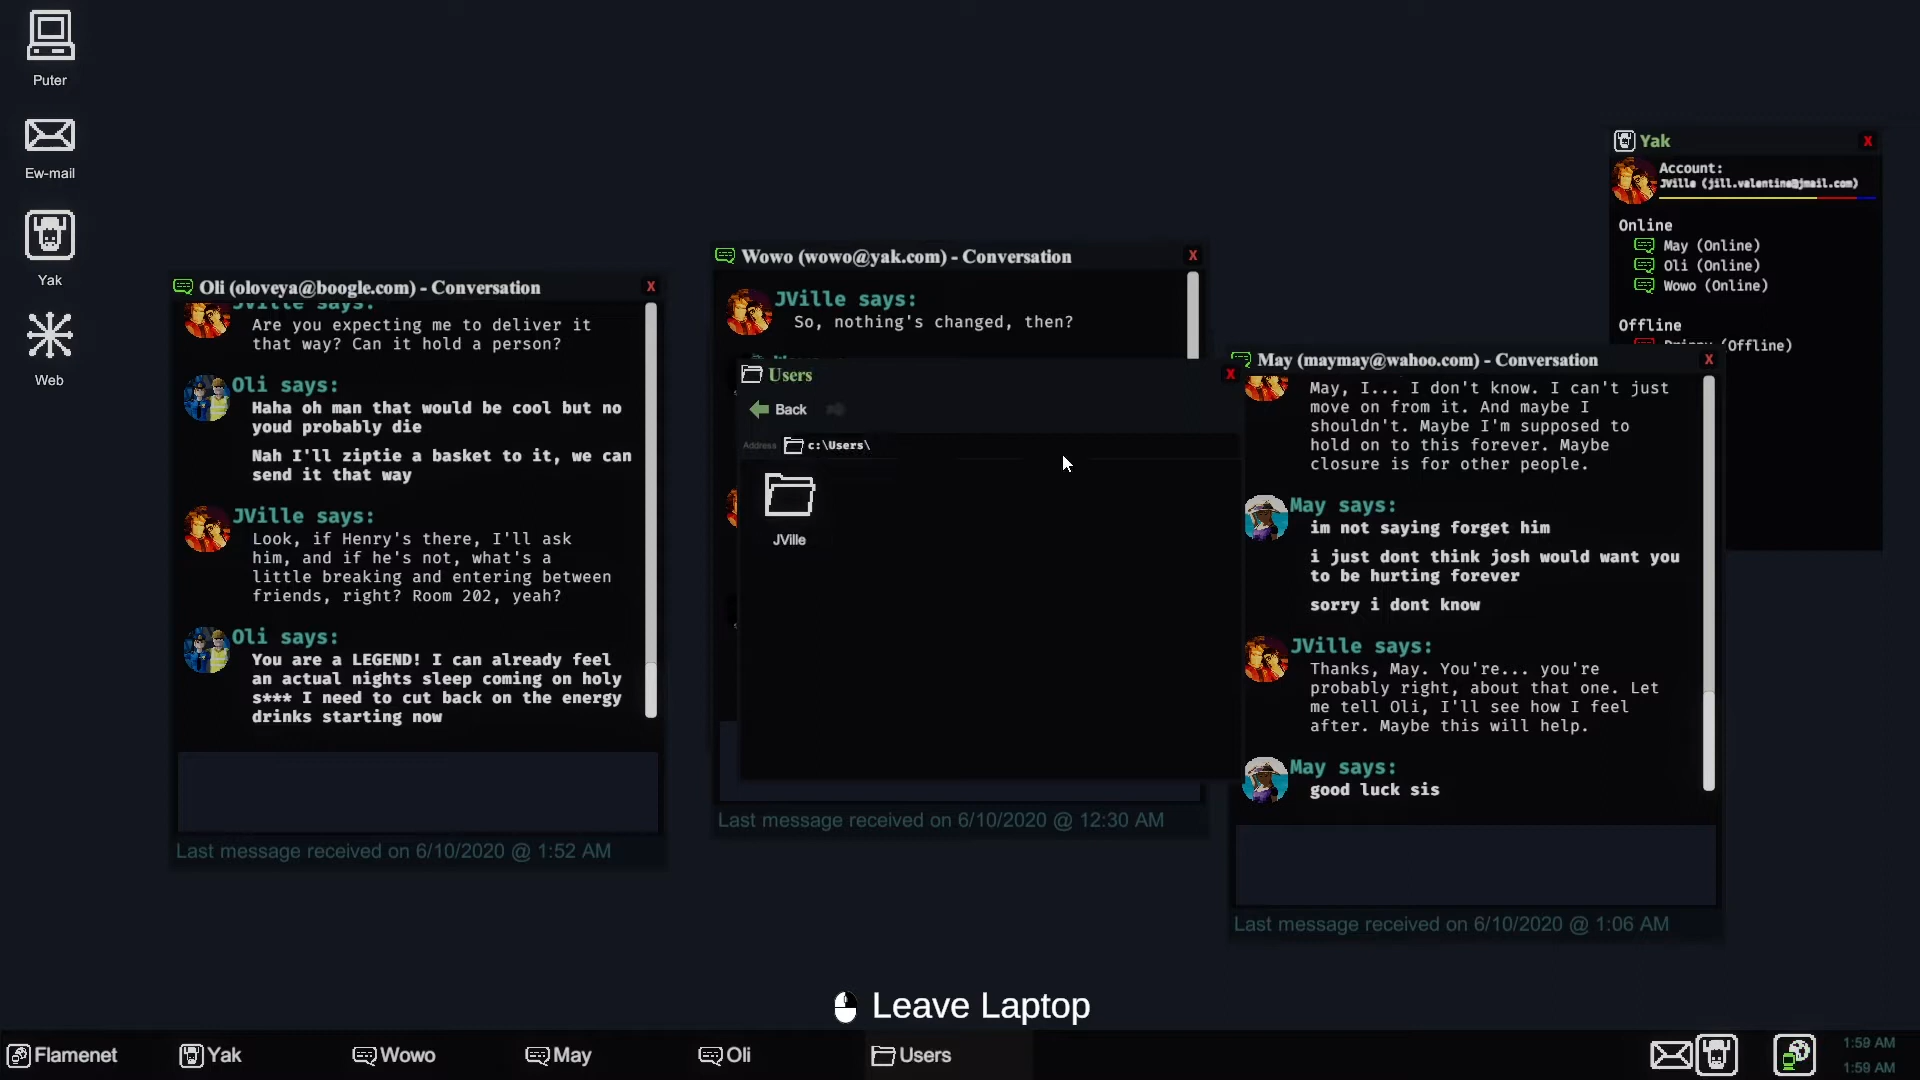 Puter
Ew-mail
Yak
Web
Oli (oloveya@boogle.com) - Conversation
X
JVille says:
Are you expecting me to deliver it
that way? Can it hold a person?
Oli says:
Haha oh man that would be cool but no
youd probably die
Nah I'll ziptie a basket to it, we can
send it that way
JVille says:
Look, if Henry's there, I'll ask
him, and if he's not, what's a
little breaking and entering between
friends, right? Room 202, yeah?
Oli says:
You are a LEGEND! I can already feel
an actual nights sleep coming on holy
s*** I need to cut back on the energy
drinks starting now
Last message received on 6/10/2020 @ 1:52 AM
Wowo (wowo@yak.com) - Conversation
X
JVille says:
So, nothing's changed, then?
Users
X
Back
Address
c:\Users\
JVille
Last message received on 6/10/2020 @ 12:30 AM
May (maymay@wahoo.com) - Conversation
X
May, I... I don't know. I can't just
move on from it. And maybe I
shouldn't. Maybe I'm supposed to
hold on to this forever. Maybe
closure is for other people.
May says:
im not saying forget him
i just dont think josh would want you
to be hurting forever
sorry i dont know
JVille says:
Thanks, May. You're... you're
probably right, about that one. Let
me tell Oli, I'll see how I feel
after. Maybe this will help.
May says:
good luck sis
Last message received on 6/10/2020 @ 1:06 AM
Yak
X
Account:
JVille (jill.valentine@jmail.com)
Online
May (Online)
Oli (Online)
Wowo (Online)
Offline
(Offline)
Leave Laptop
Flamenet
Yak
Wowo
May
Oli
Users
1:59 AM
1:59 AM